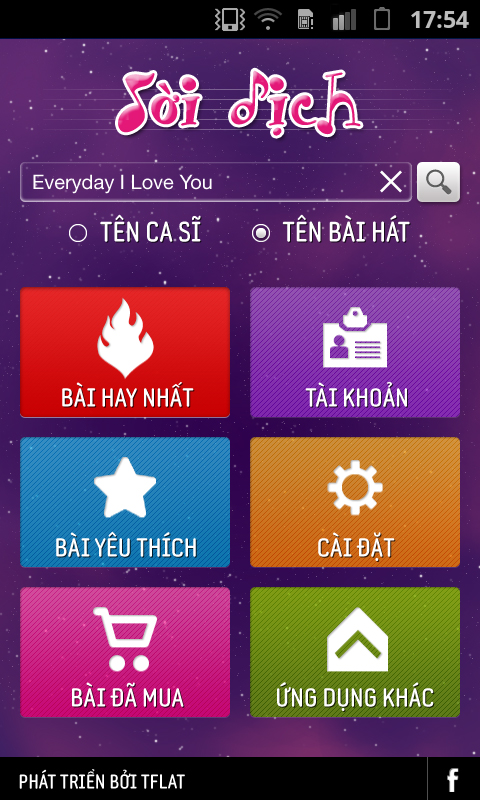 17:54
Lời dịch
Everyday I Love You
TÊN CA SĨ
TÊN BÀI HÁT
BÀI HAY NHẤT
TÀI KHOẢN
BÀI YÊU THÍCH
CÀI ĐẶT
BÀI ĐÃ MUA
ỨNG DỤNG KHÁC
PHÁT TRIỂN BỞI TFLAT
f